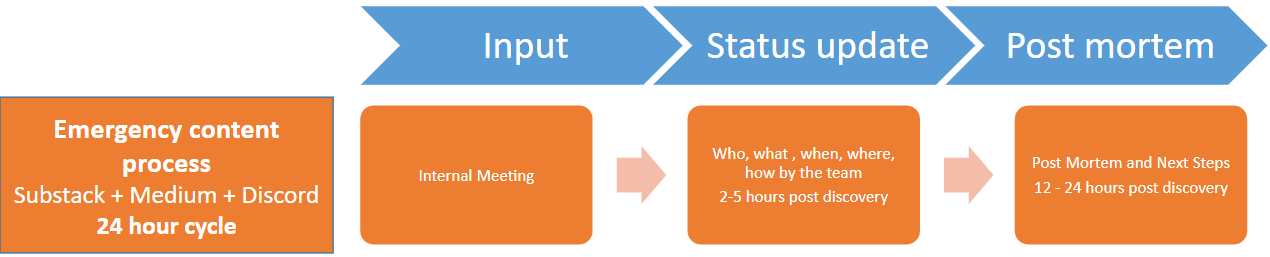 Input
Status update
Post mortem
Emergency content
process
Substack + Medium + Discord
24 hour cycle
Internal Meeting
Who, what , when, where,
how by the team
2-5 hours post discovery
Post Mortem and Next Steps
12 - 24 hours post discovery